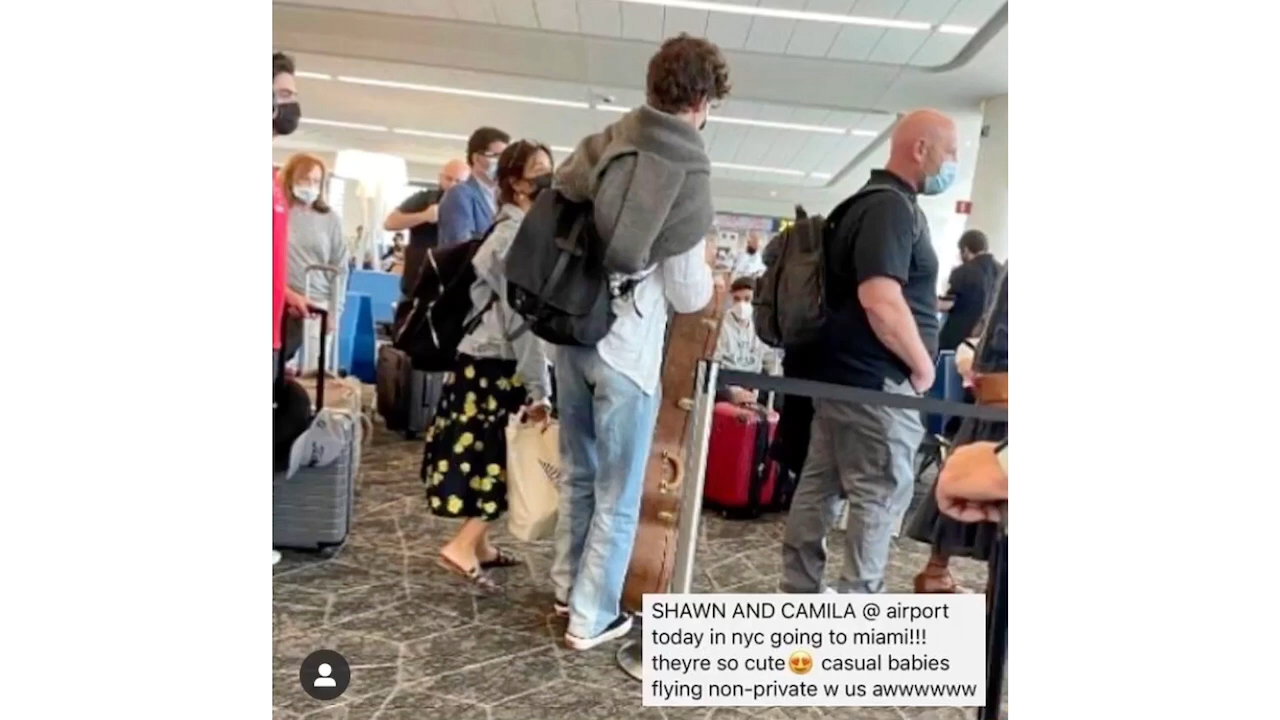 SHAWN AND CAMILA @ airport
today in nyc going to miami!!!
theyre so cute😍 casual babies
flying non-private w us awwwwww